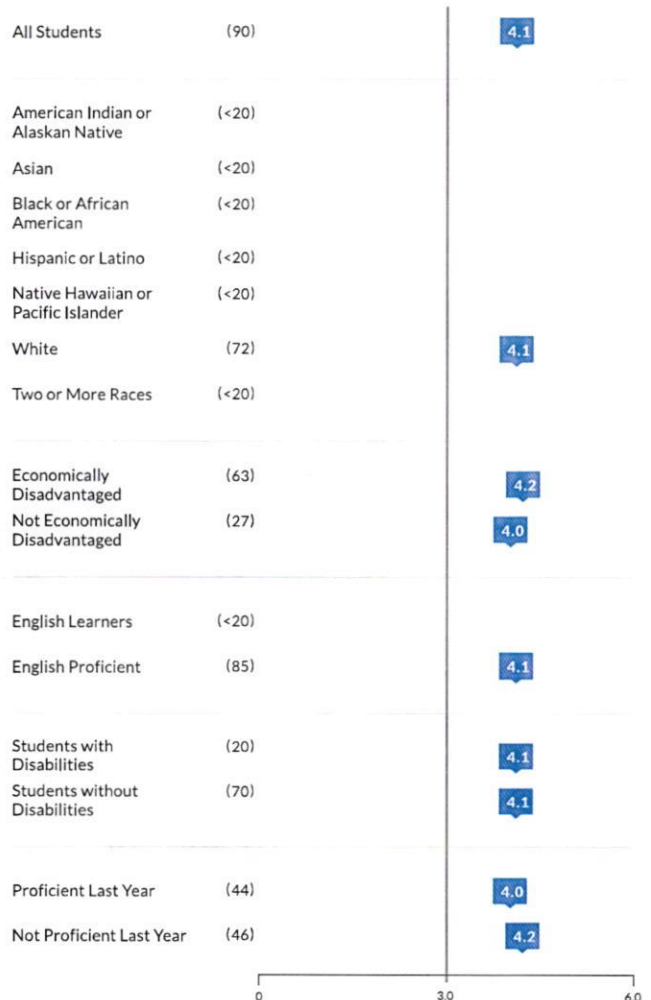 All Students (90) 4.1
American Indian or (<20)
Alaskan Native
Asian (<20)
Black or African (<20)
American
Hispanic or Latino (<20)
Native Hawaiian or (<20)
Pacific Islander
White (72) 4.1
Two or More Races (<20)
Economically (63) 4.2
Disadvantaged
Not Economically (27) 4.0
Disadvantaged
English Learners (<20)
English Proficient (85) 4.1
Students with (20) 4.1
Disabilities
Students without (70) 4.1
Disabilities
Proficient Last Year (44) 4.0
Not Proficient Last Year (46) 4.2
0 3.0 6.0